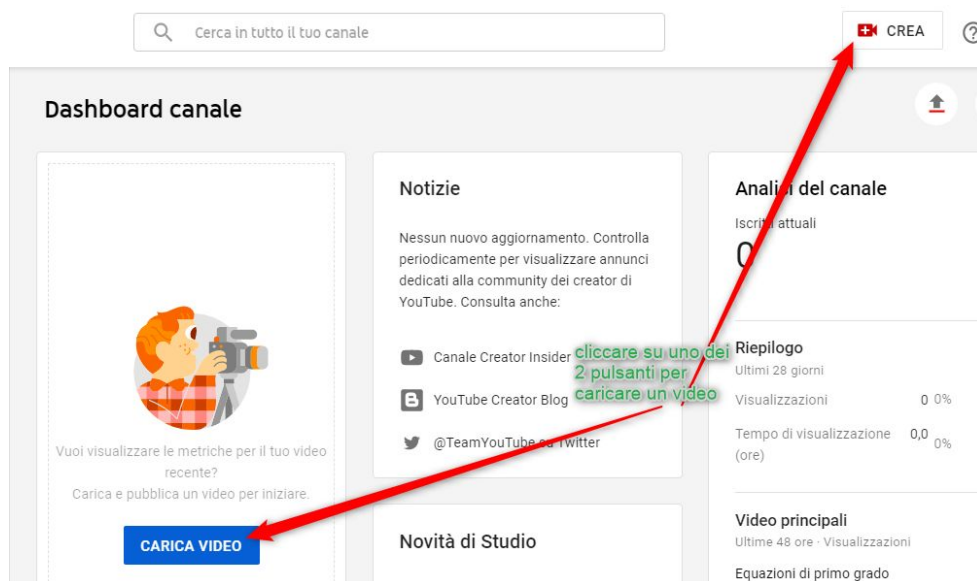 Cerca in tutto il tuo canale
CREA
Dashboard canale
Vuoi visualizzare le metriche per il tuo video
recente?
Carica e pubblica un video per iniziare.
CARICA VIDEO
Notizie
Nessun nuovo aggiornamento. Controlla
periodicamente per visualizzare annunci
dedicati alla community dei creator di
YouTube. Consulta anche:
Canale Creator Insider
YouTube Creator Blog
@TeamYouTube su Twitter
cliccare su uno dei
2 pulsanti per
caricare un video
Novità di Studio
Analisi del canale
Iscritti attuali
0
Riepilogo
Ultimi 28 giorni
Visualizzazioni 0 0%
Tempo di visualizzazione 0,0 0%
(ore)
Video principali
Ultime 48 ore · Visualizzazioni
Equazioni di primo grado